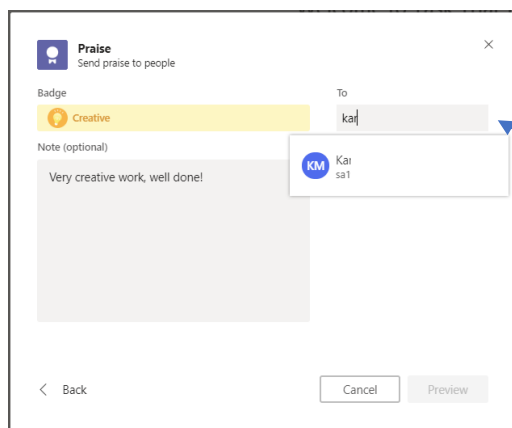 Praise
Send praise to people
Badge
To
Creative
kar
Note (optional)
Very creative work, well done!
KM
Kar
sa1
Back
Cancel
Preview